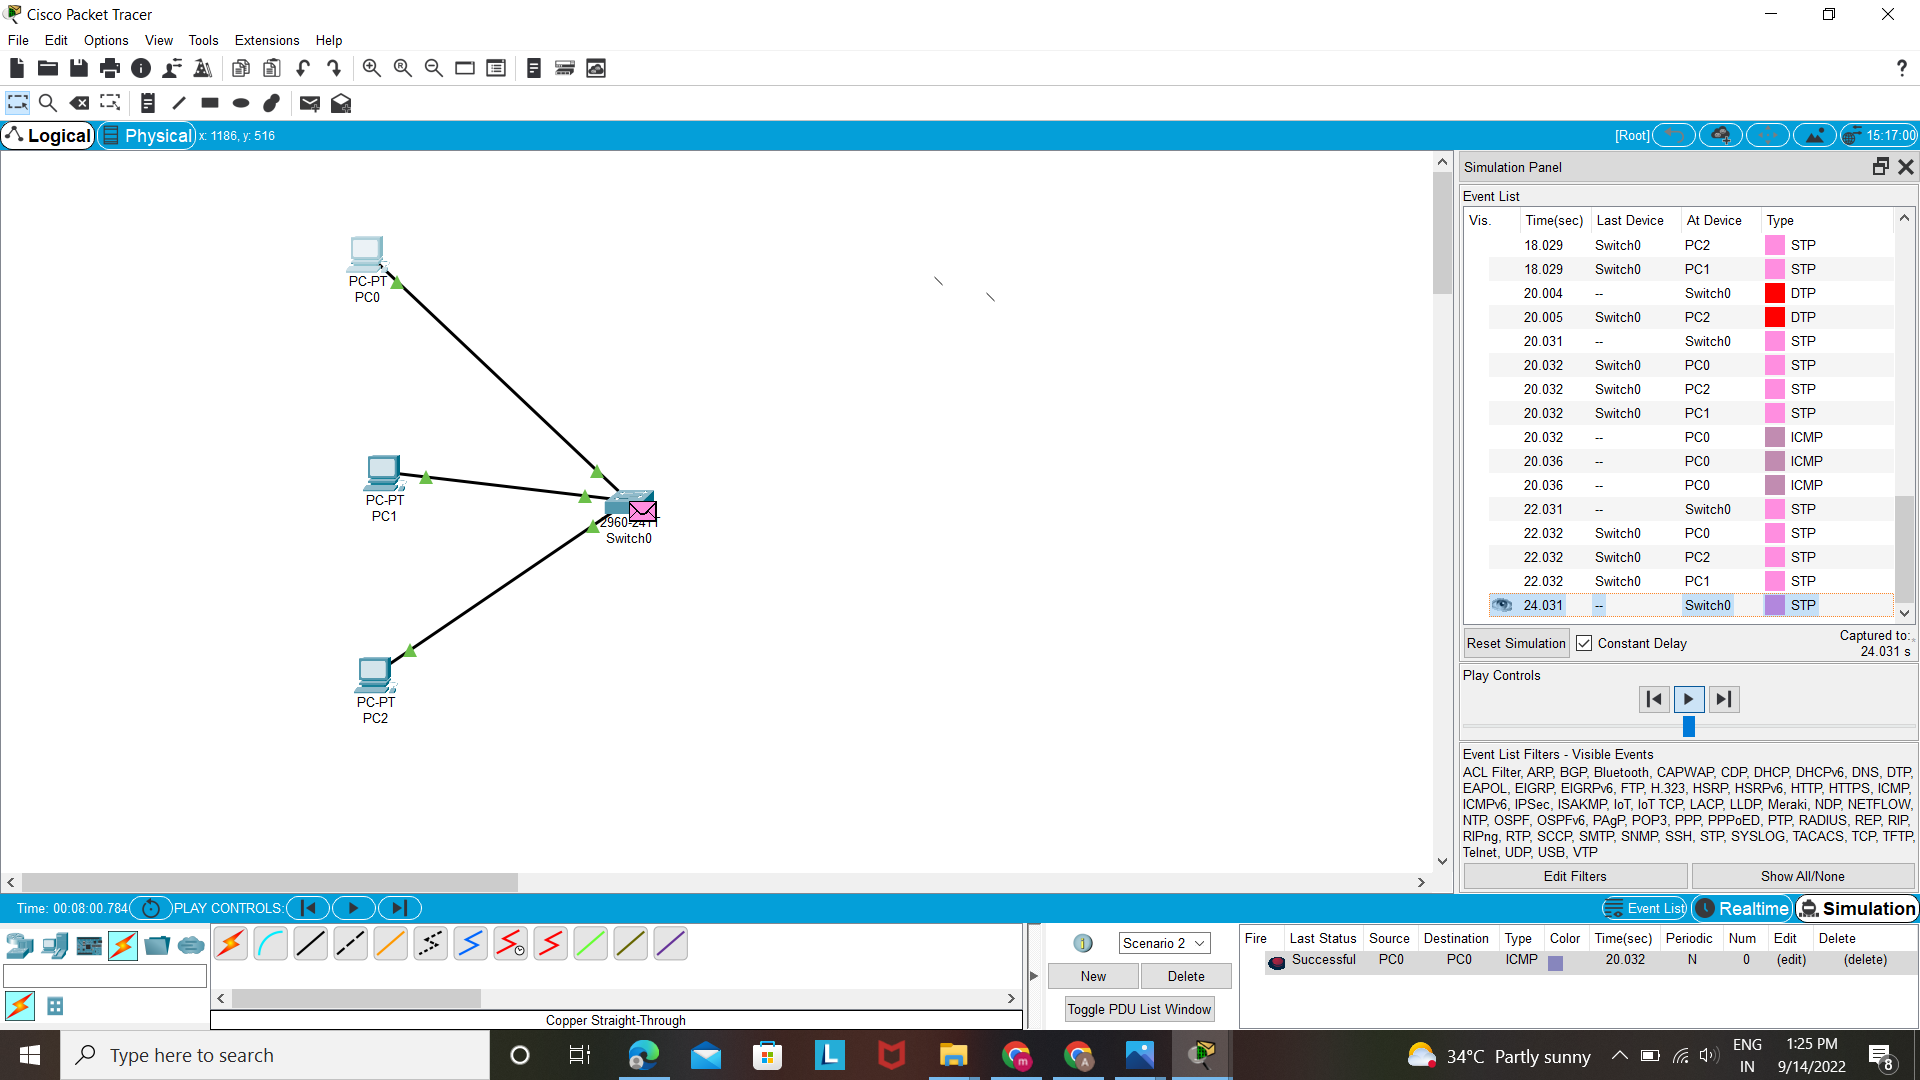 Cisco Packet Tracer
File Edit Options View Tools Extensions Help
Logical Physical x: 1186, y: 516 [Root] 15:17:00
PC-PT
PC0
PC-PT
PC1
2960-24TT
Switch0
PC-PT
PC2
Simulation Panel
Event List
Vis. Time(sec) Last Device At Device Type
18.029 Switch0 PC2 STP
18.029 Switch0 PC1 STP
20.004 -- Switch0 DTP
20.005 Switch0 PC2 DTP
20.031 -- Switch0 STP
20.032 Switch0 PC0 STP
20.032 Switch0 PC2 STP
20.032 Switch0 PC1 STP
20.032 -- PC0 ICMP
20.036 -- PC0 ICMP
20.036 -- PC0 ICMP
22.031 -- Switch0 STP
22.032 Switch0 PC0 STP
22.032 Switch0 PC2 STP
22.032 Switch0 PC1 STP
24.031 -- Switch0 STP
Reset Simulation Constant Delay Captured to:
24.031 s
Play Controls
Event List Filters - Visible Events
ACL Filter, ARP, BGP, Bluetooth, CAPWAP, CDP, DHCP, DHCPv6, DNS, DTP,
EAPOL, EIGRP, EIGRPv6, FTP, H.323, HSRP, HSRPv6, HTTP, HTTPS, ICMP,
ICMPv6, IPSec, ISAKMP, IoT, IoT TCP, LACP, LLDP, Meraki, NDP, NETFLOW,
NTP, OSPF, OSPFv6, PAgP, POP3, PPP, PPPoED, PTP, RADIUS, REP, RIP,
RIPng, RTP, SCCP, SMTP, SNMP, SSH, STP, SYSLOG, TACACS, TCP, TFTP,
Telnet, UDP, USB, VTP
Edit Filters Show All/None
Time: 00:08:00.784 PLAY CONTROLS: Event List Realtime Simulation
Scenario 2
New Delete
Toggle PDU List Window
Fire Last Status Source Destination Type Color Time(sec) Periodic Num Edit Delete
Successful PC0 PC0 ICMP 20.032 N 0 (edit) (delete)
Copper Straight-Through
Type here to search
34°C Partly sunny
ENG
IN
1:25 PM
9/14/2022
8